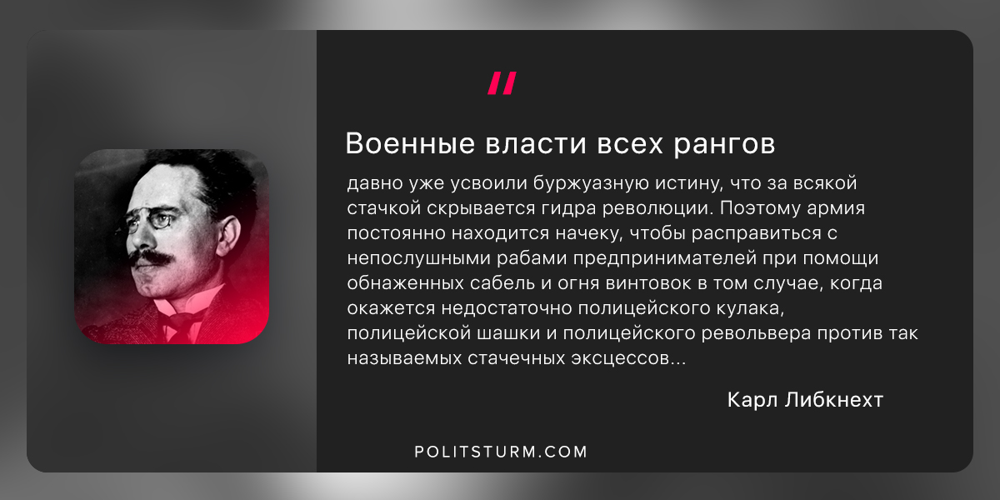 "
Военные власти всех рангов
давно уже усвоили буржуазную истину, что за всякой
стачкой скрывается гидра революции. Поэтому армия
постоянно находится начеку, чтобы расправиться с
непослушными рабами предпринимателей при помощи
обнаженных сабель и огня винтовок в том случае, когда
окажется недостаточно полицейского кулака,
полицейской шашки и полицейского револьвера против так
называемых стачечных эксцессов...
Карл Либкнехт
POLITSTURM.COM